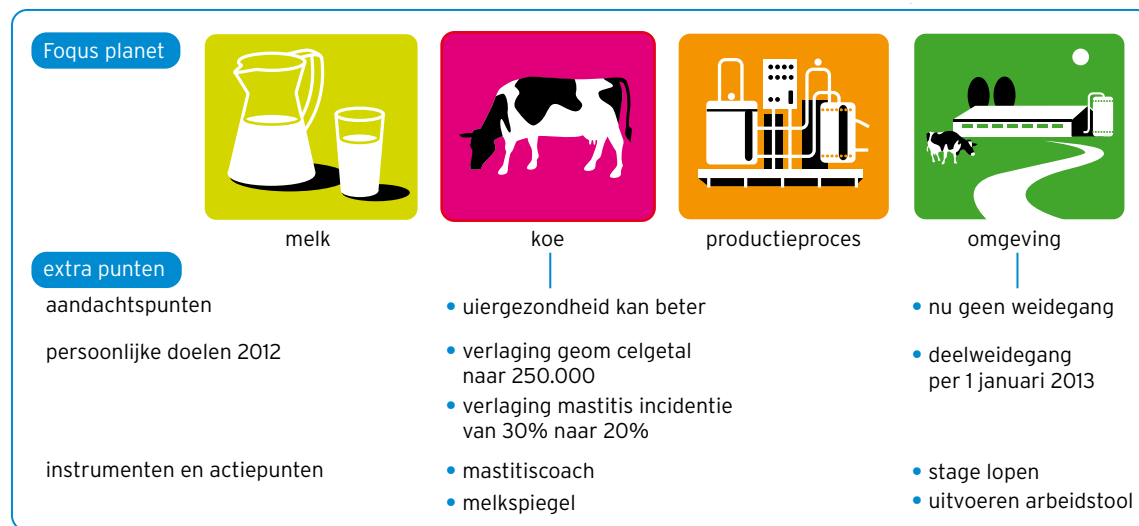 Foqus planet
melk
koe
productieproces
omgeving
extra punten
aandachtspunten
• uiergezondheid kan beter
• nu geen weidegang
persoonlijke doelen 2012
• verlaging geom celgetal
naar 250.000
• verlaging mastitis incidentie
van 30% naar 20%
• deelweidegang
per 1 januari 2013
instrumenten en actiepunten
• mastitiscoach
• melkspiegel
• stage lopen
• uitvoeren arbeidstool